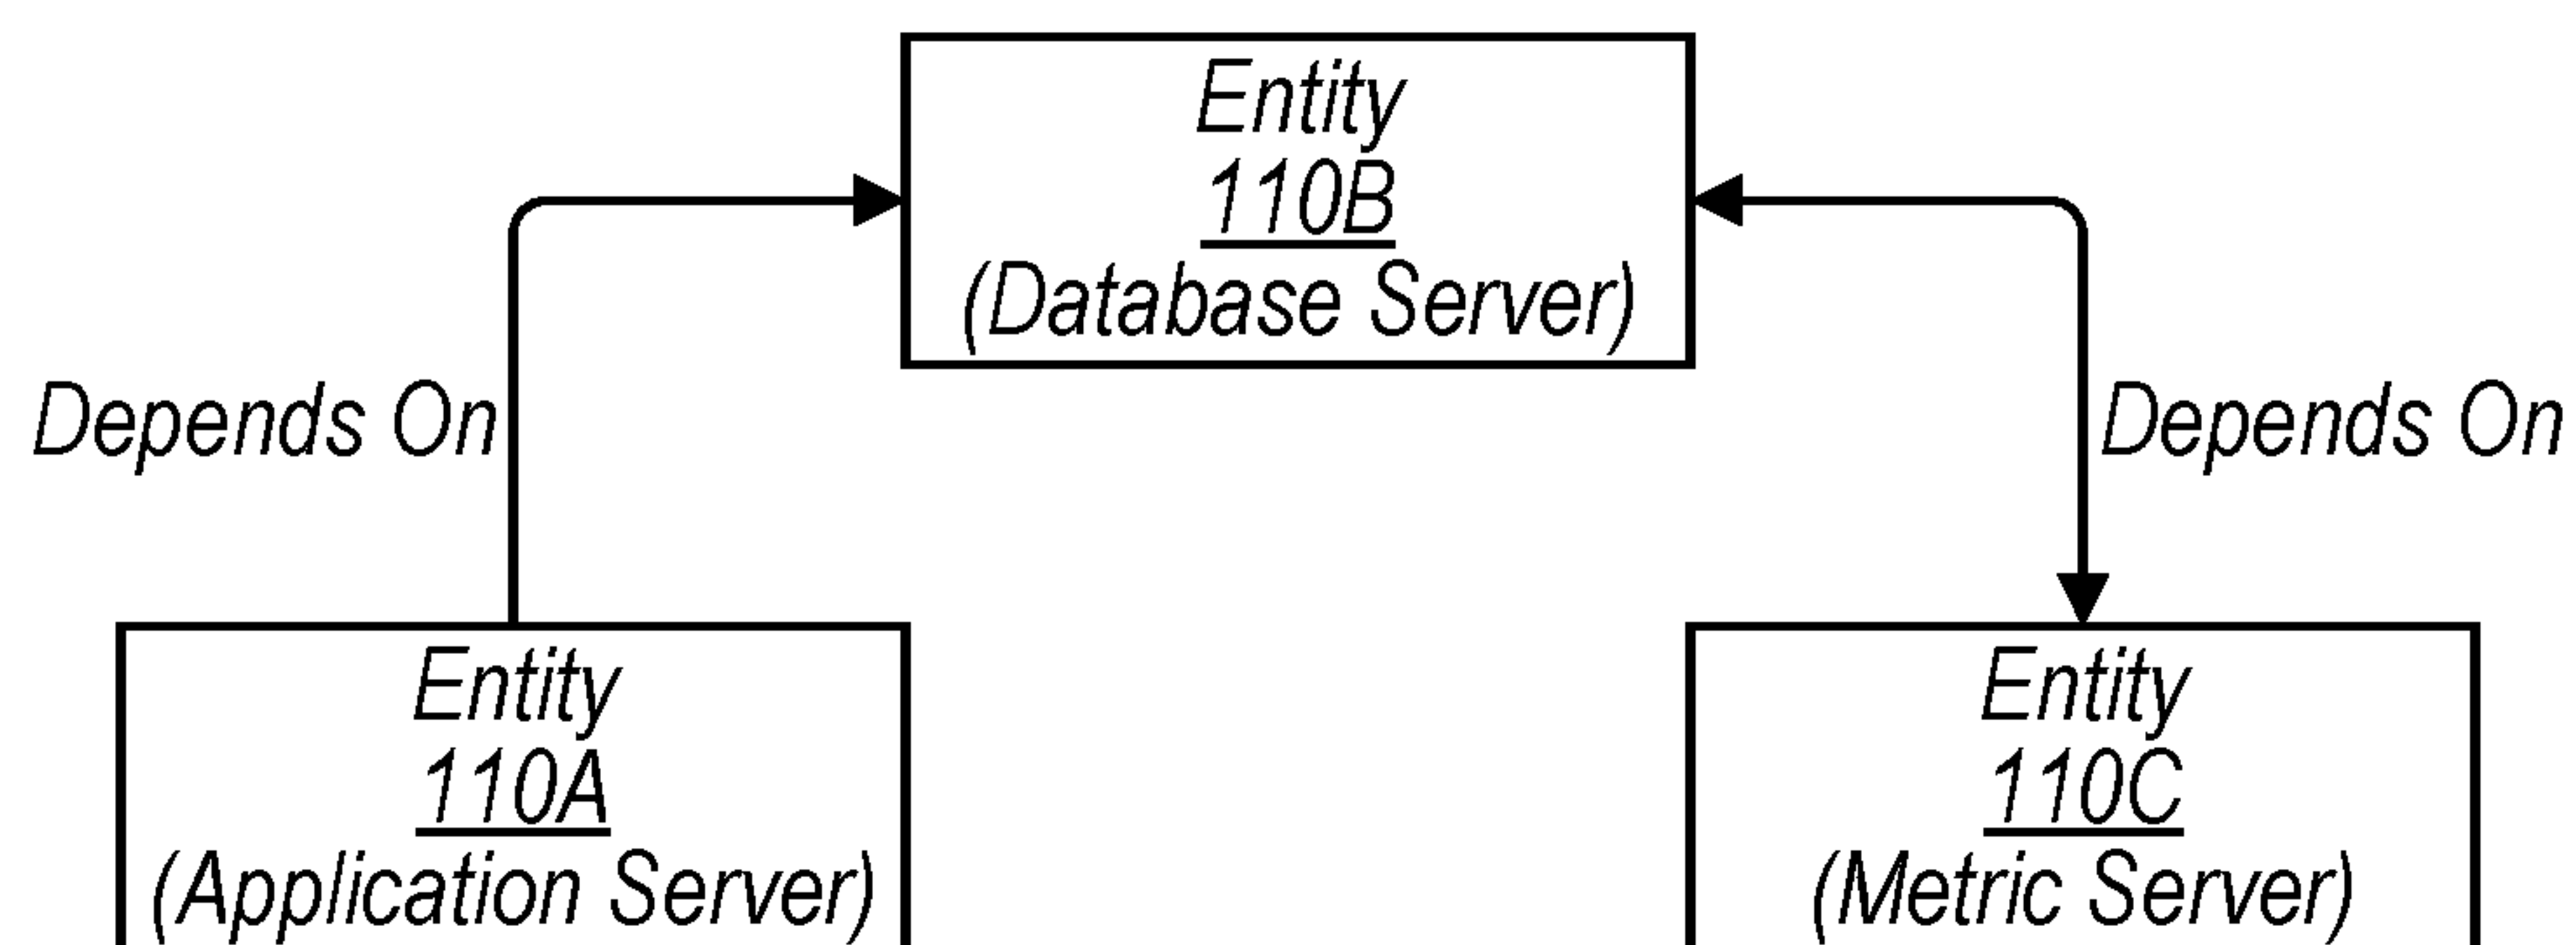 Entity
110B
(Database Server)
Depends On
Depends On
Entity
110A
(Application Server)
Entity
110C
(Metric Server)